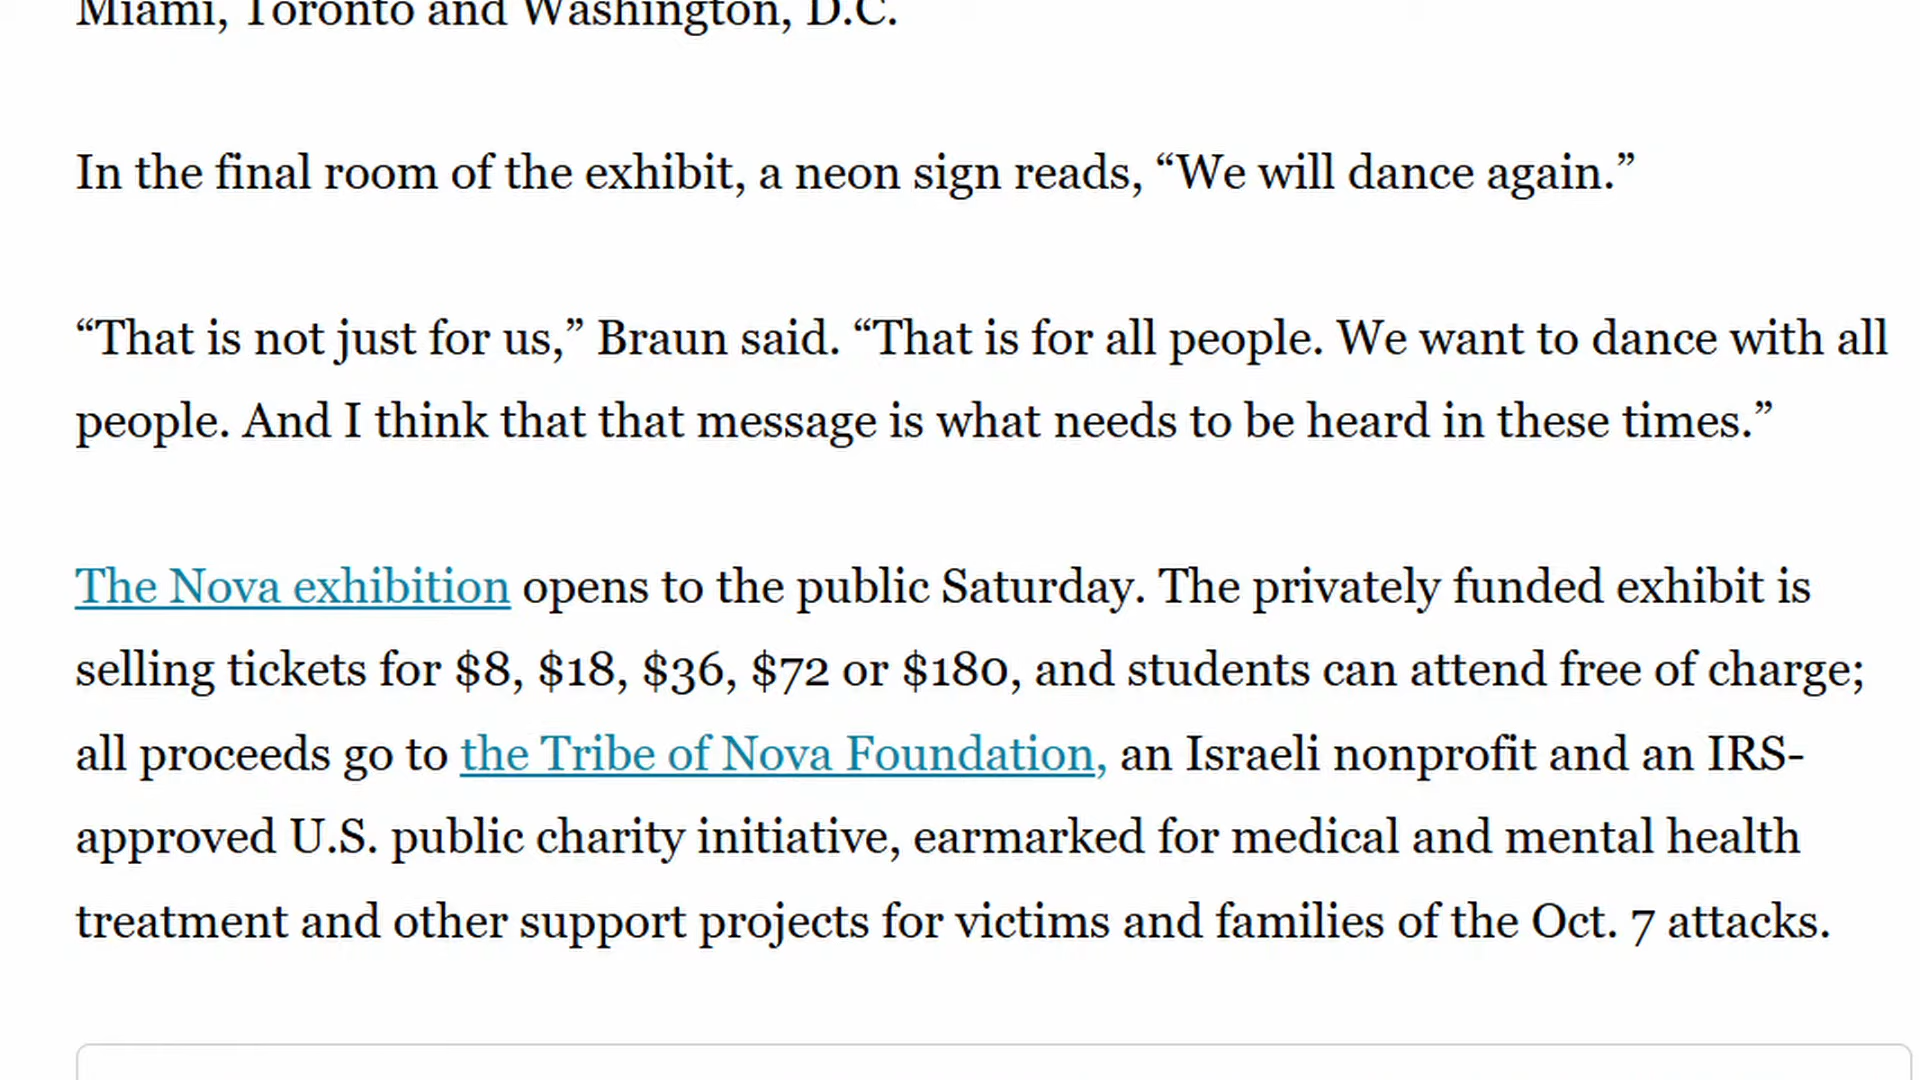 Miami, Toronto and Washington, D.C.
In the final room of the exhibit, a neon sign reads, “We will dance again.”
“That is not just for us,” Braun said. “That is for all people. We want to dance with all
people. And I think that that message is what needs to be heard in these times.”
The Nova exhibition opens to the public Saturday. The privately funded exhibit is
selling tickets for $8, $18, $36, $72 or $180, and students can attend free of charge;
all proceeds go to the Tribe of Nova Foundation, an Israeli nonprofit and an IRS-
approved U.S. public charity initiative, earmarked for medical and mental health
treatment and other support projects for victims and families of the Oct. 7 attacks.